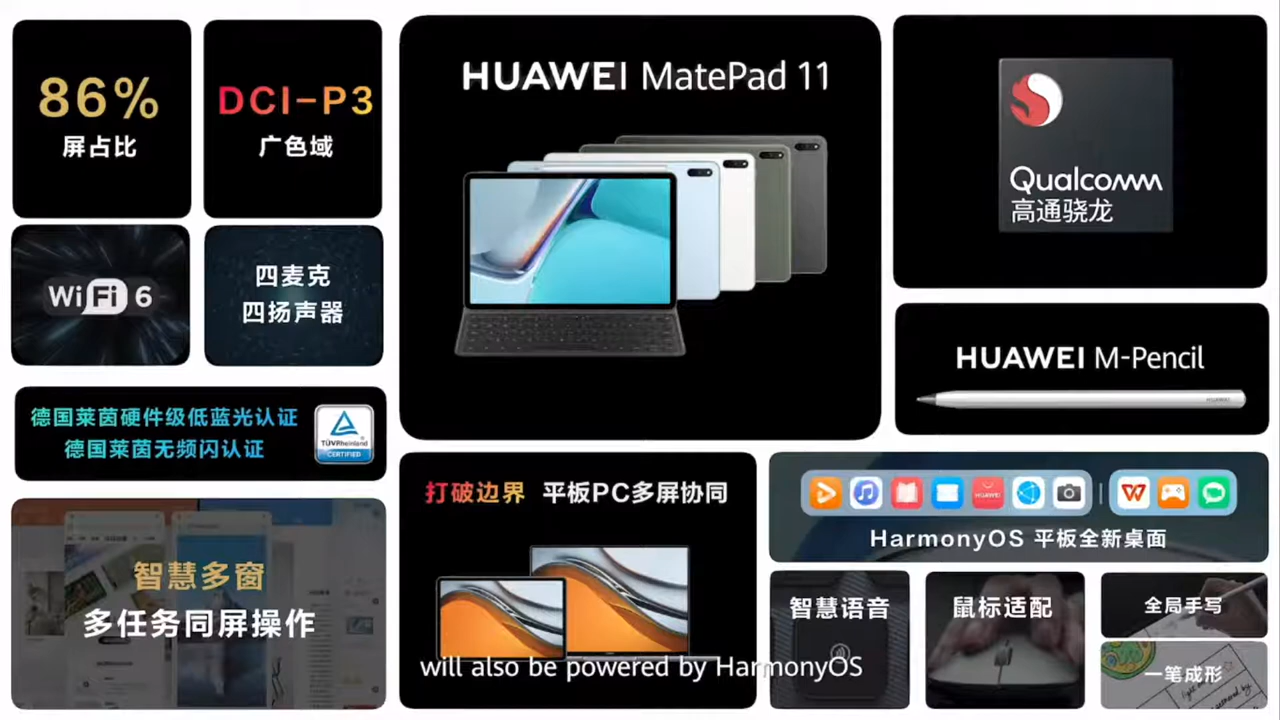 86%
屏占比
DCI-P3
广色域
HUAWEI MatePad 11
Qualcomm
高通骁龙
WiFi 6
四麦克
四扬声器
HUAWEI M-Pencil
HUAWEI
德国莱茵硬件级低蓝光认证
德国莱茵无频闪认证
TÜVRheinland
CERTIFIED
打破边界 平板PC多屏协同
HUAWEI
HarmonyOS 平板全新桌面
智慧多窗
多任务同屏操作
智慧语音
鼠标适配
全局手写
一笔成形
will also be powered by HarmonyOS